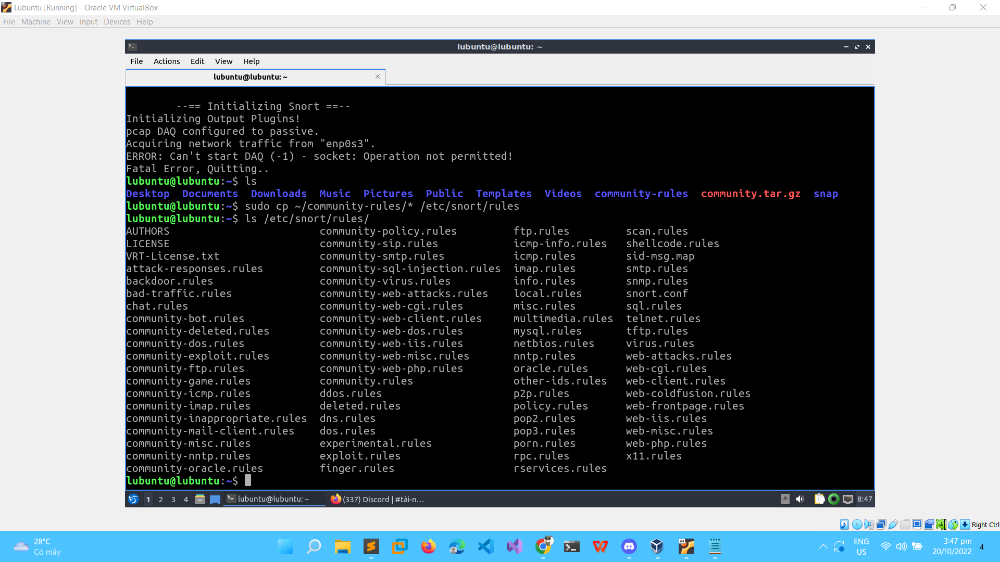 Lubuntu [Running] - Oracle VM VirtualBox
File Machine View Input Devices Help
lubuntu@lubuntu: ~
File Actions Edit View Help
lubuntu@lubuntu: ~
--== Initializing Snort ==--
Initializing Output Plugins!
pcap DAQ configured to passive.
Acquiring network traffic from "enp0s3".
ERROR: Can't start DAQ (-1) - socket: Operation not permitted!
Fatal Error, Quitting..
lubuntu@lubuntu:~$ ls
Desktop Documents Downloads Music Pictures Public Templates Videos community-rules community.tar.gz snap
lubuntu@lubuntu:~$ sudo cp ~/community-rules/* /etc/snort/rules
lubuntu@lubuntu:~$ ls /etc/snort/rules/
AUTHORS community-policy.rules ftp.rules scan.rules
LICENSE community-sip.rules icmp-info.rules shellcode.rules
VRT-License.txt community-smtp.rules icmp.rules sid-msg.map
attack-responses.rules community-sql-injection.rules imap.rules smtp.rules
backdoor.rules community-virus.rules info.rules snmp.rules
bad-traffic.rules community-web-attacks.rules local.rules snort.conf
chat.rules community-web-cgi.rules misc.rules sql.rules
community-bot.rules community-web-client.rules multimedia.rules telnet.rules
community-deleted.rules community-web-dos.rules mysql.rules tftp.rules
community-dos.rules community-web-iis.rules netbios.rules virus.rules
community-exploit.rules community-web-misc.rules nntp.rules web-attacks.rules
community-ftp.rules community-web-php.rules oracle.rules web-cgi.rules
community-game.rules community.rules other-ids.rules web-client.rules
community-icmp.rules ddos.rules p2p.rules web-coldfusion.rules
community-imap.rules deleted.rules policy.rules web-frontpage.rules
community-inappropriate.rules dns.rules pop2.rules web-iis.rules
community-mail-client.rules dos.rules pop3.rules web-misc.rules
community-misc.rules experimental.rules porn.rules web-php.rules
community-nntp.rules exploit.rules rpc.rules x11.rules
community-oracle.rules finger.rules rservices.rules
lubuntu@lubuntu:~$
1 2 3 4 lubuntu@lubuntu: ~ (337) Discord | #tài-n... 8:47
Right Ctrl
28°C
Có mây
ENG
US
3:47 pm
20/10/2022
4